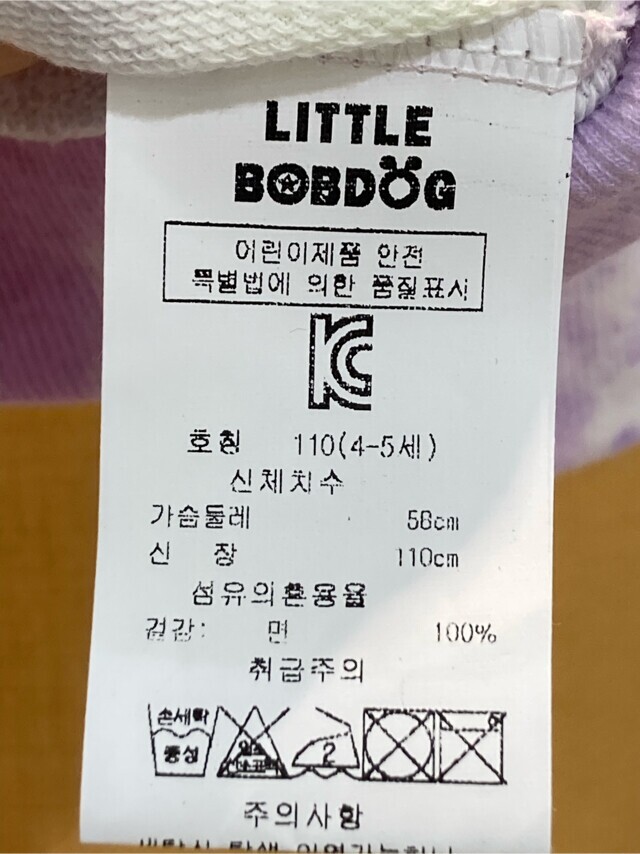 LITTLE
BOBDOG
어린이제품 안전
특별법에 의한 품질표시
KC
호칭 110(4-5세)
신체치수
가슴둘레 58cm
신 장 110cm
섬유의혼용율
겉감: 면 100%
취급주의
손세탁
중성
2
주의사항